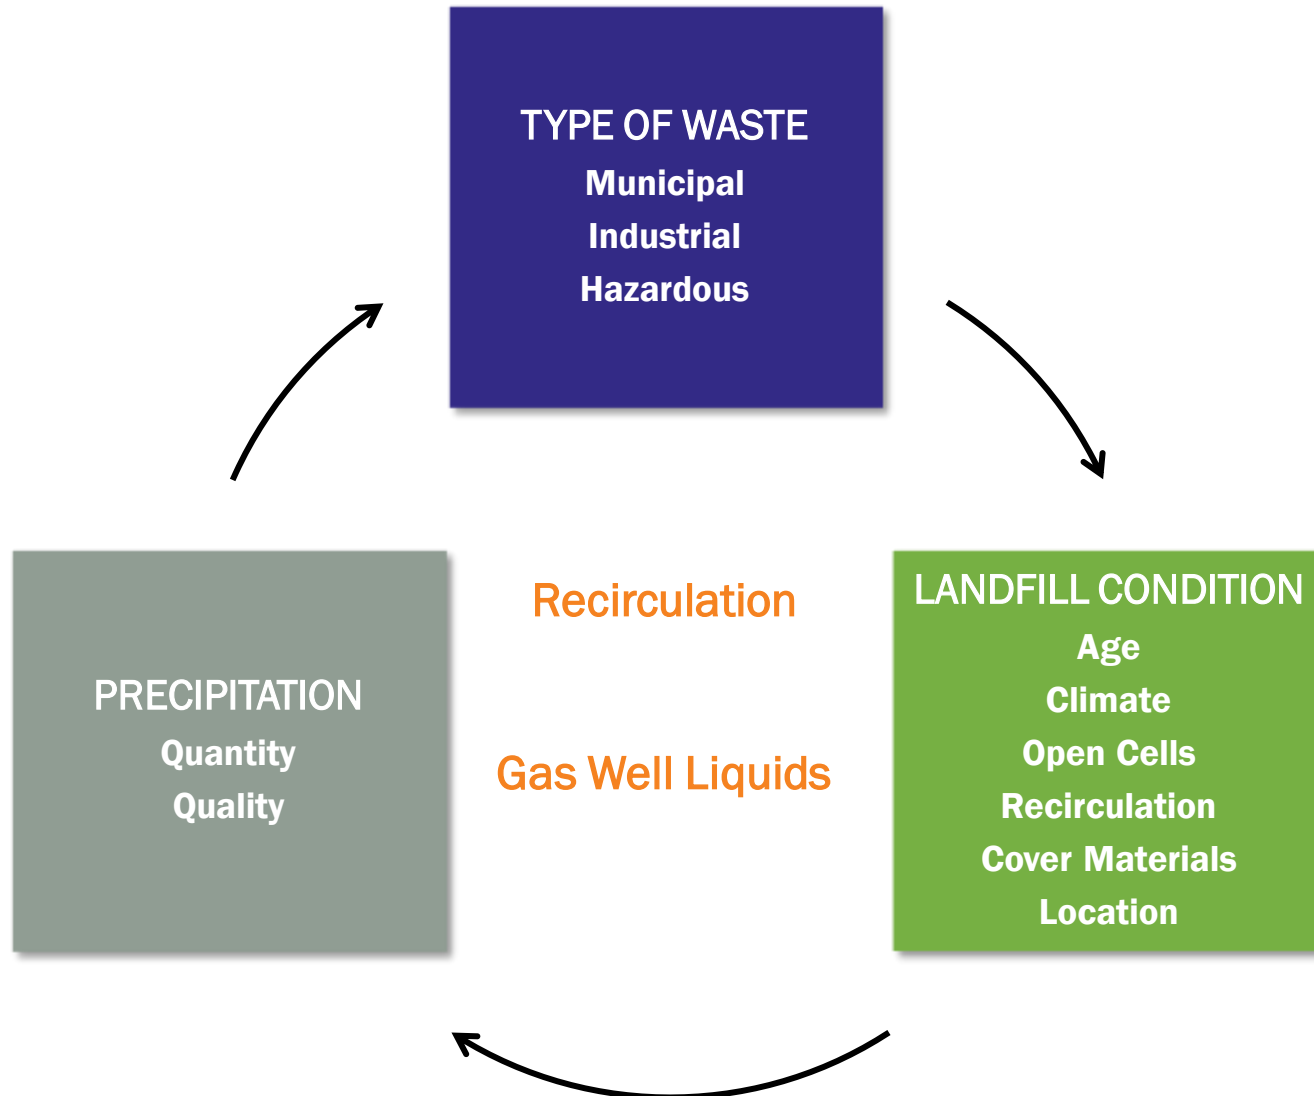 TYPE OF WASTE
Municipal
Industrial
Hazardous
Recirculation
Gas Well Liquids
PRECIPITATION
Quantity
Quality
LANDFILL CONDITION
Age
Climate
Open Cells
Recirculation
Cover Materials
Location